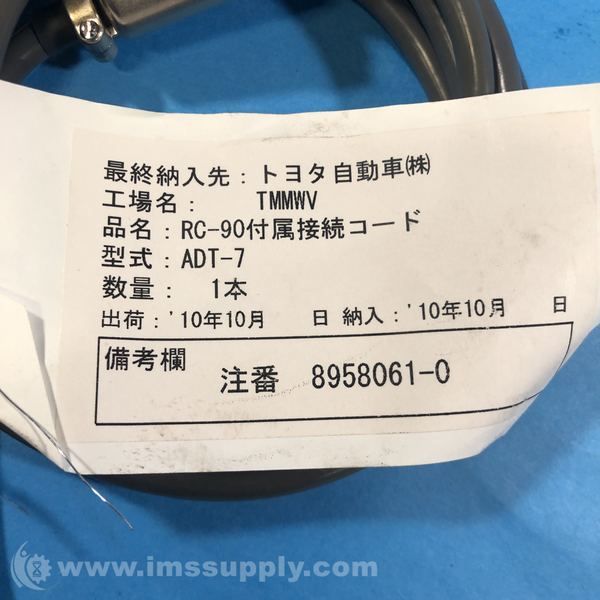 最終納入先：トヨタ自動車㈱
工場名： TMMWV
品名：RC-90付属接続コード
型式：ADT-7
数量： 1本
出荷：'10年10月 日 納入：'10年10月 日
備考欄 注番 8958061-0
www.imssupply.com